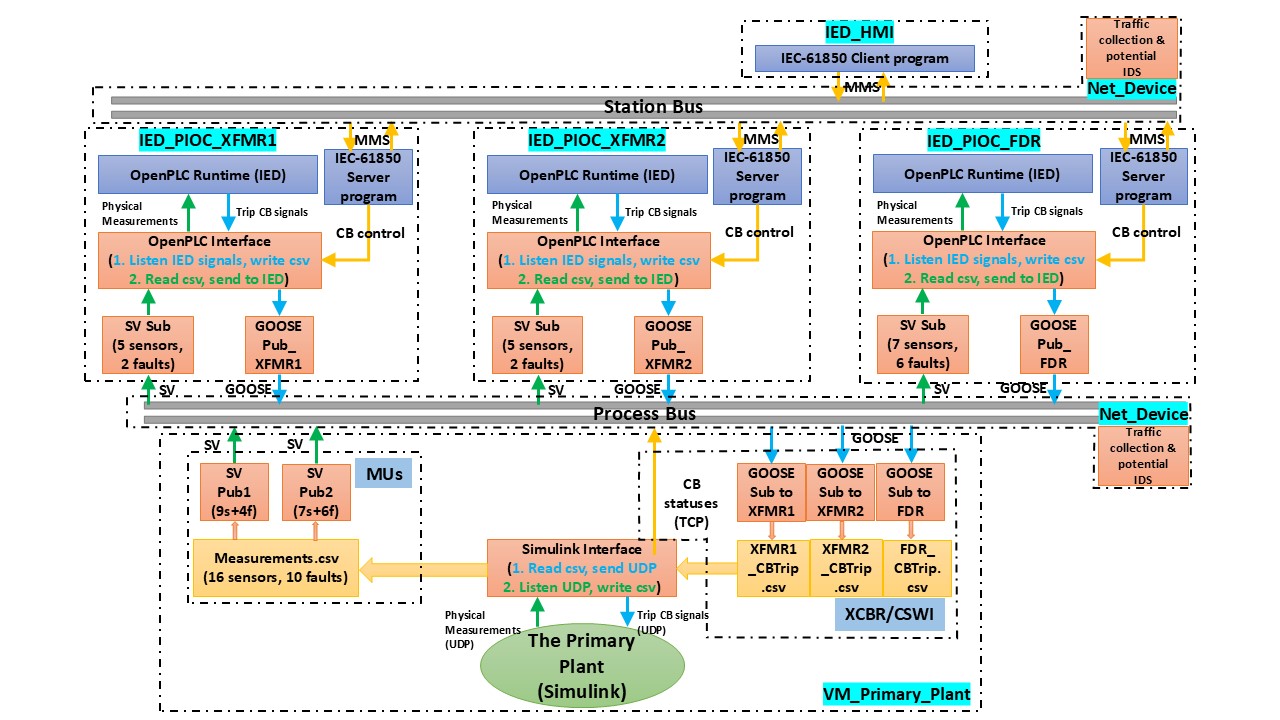 IED_HMI
IEC-61850 Client program
MMS
Traffic
collection &
potential
IDS
Net_Device
Station Bus
IED_PIOC_XFMR1
MMS
OpenPLC Runtime (IED)
IEC-61850
Server
program
Physical
Measurements
Trip CB signals
CB control
OpenPLC Interface
(1. Listen IED signals, write csv
2. Read csv, send to IED)
SV Sub
(5 sensors,
2 faults)
GOOSE
Pub_
XFMR1
SV
GOOSE
IED_PIOC_XFMR2
MMS
OpenPLC Runtime (IED)
IEC-61850
Server
program
Physical
Measurements
Trip CB signals
CB control
OpenPLC Interface
(1. Listen IED signals, write csv
2. Read csv, send to IED)
SV Sub
(5 sensors,
2 faults)
GOOSE
Pub_
XFMR2
SV
GOOSE
IED_PIOC_FDR
MMS
OpenPLC Runtime (IED)
IEC-61850
Server
program
Physical
Measurements
Trip CB signals
CB control
OpenPLC Interface
(1. Listen IED signals, write csv
2. Read csv, send to IED)
SV Sub
(7 sensors,
6 faults)
GOOSE
Pub_
FDR
SV
GOOSE
Process Bus
Net_Device
Traffic
collection &
potential
IDS
SV
SV
SV
Pub1
(9s+4f)
SV
Pub2
(7s+6f)
MUs
Measurements.csv
(16 sensors, 10 faults)
CB
statuses
(TCP)
GOOSE
GOOSE
Sub to
XFMR1
GOOSE
Sub to
XFMR2
GOOSE
Sub to
FDR
XFMR1
_CBTrip
.csv
XFMR2
_CBTrip
.csv
FDR_
CBTrip.
csv
XCBR/CSWI
Simulink Interface
(1. Read csv, send UDP
2. Listen UDP, write csv)
Physical
Measurements
(UDP)
Trip CB signals
(UDP)
The Primary
Plant
(Simulink)
VM_Primary_Plant